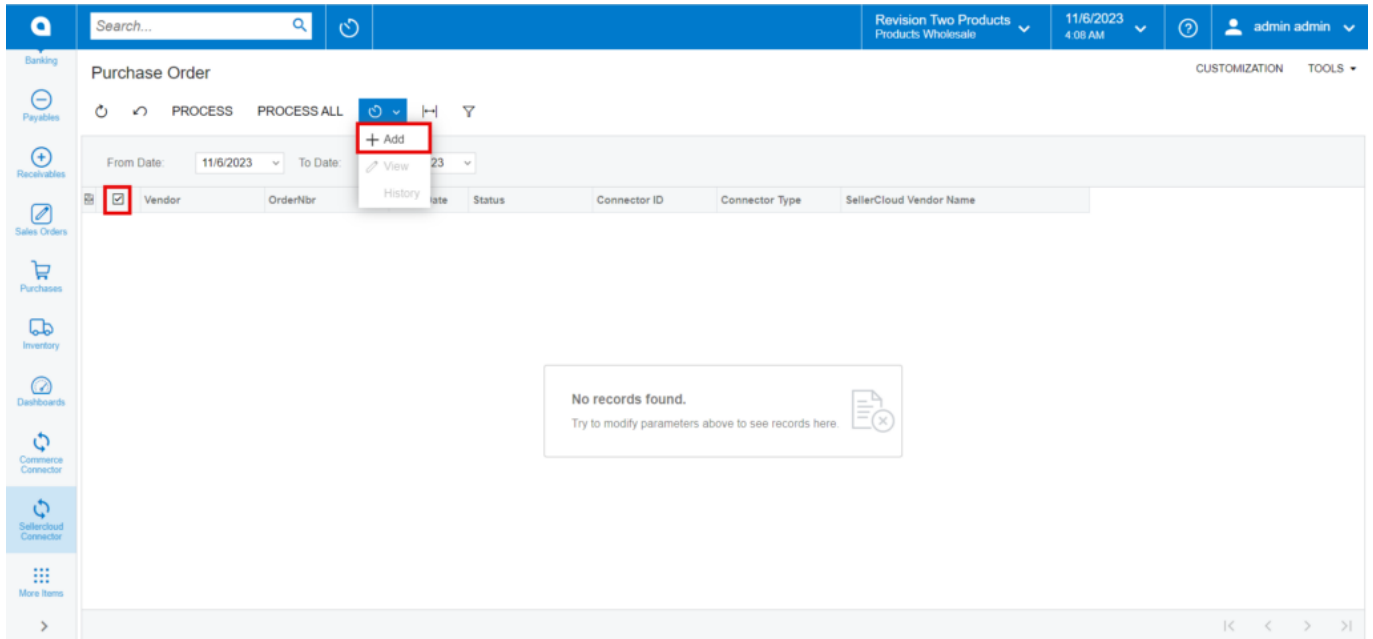 Search...
Revision Two Products
Products Wholesale
11/6/2023
4:08 AM
admin admin
Banking
Payables
Receivables
Sales Orders
Purchases
Inventory
Dashboards
Commerce
Connector
Sellercloud
Connector
More Items
Purchase Order
CUSTOMIZATION TOOLS
PROCESS PROCESS ALL
Add
View
History
From Date: 11/6/2023 To Date: 23
Vendor OrderNbr ate Status Connector ID Connector Type SellerCloud Vendor Name
No records found.
Try to modify parameters above to see records here.